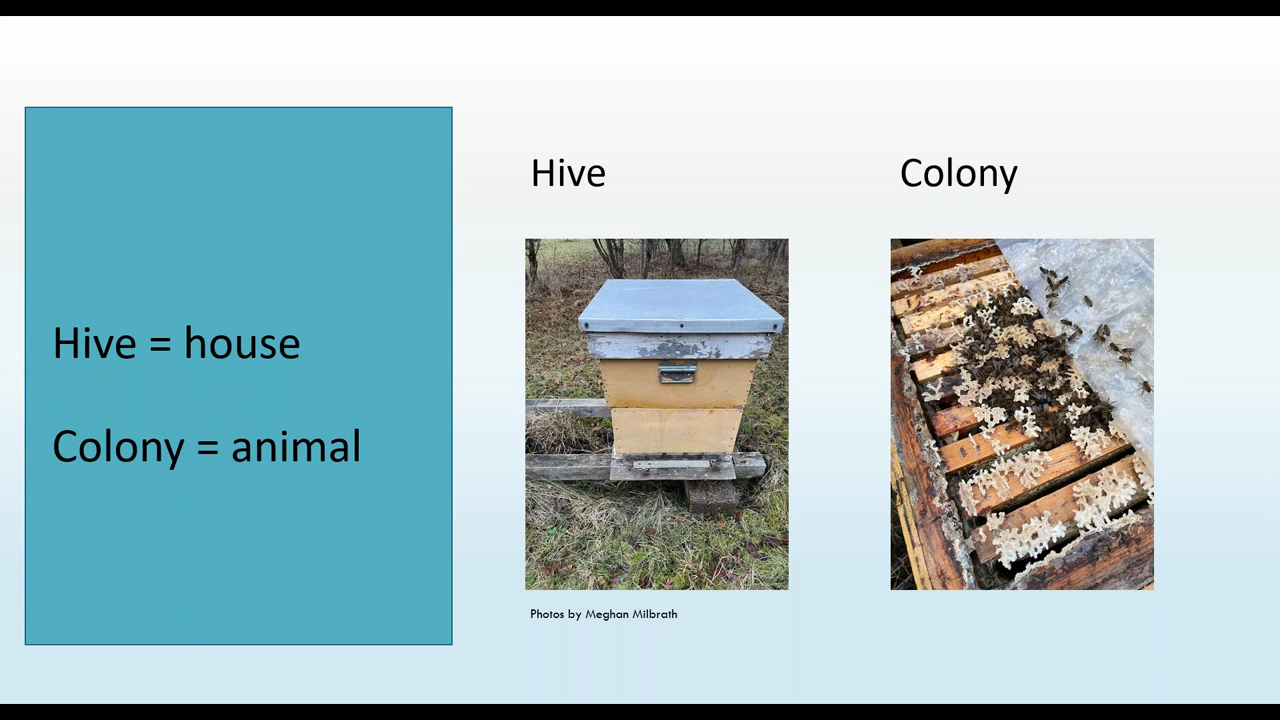 Hive = house
Colony = animal
Hive
Colony
Photos by Meghan Milbrath